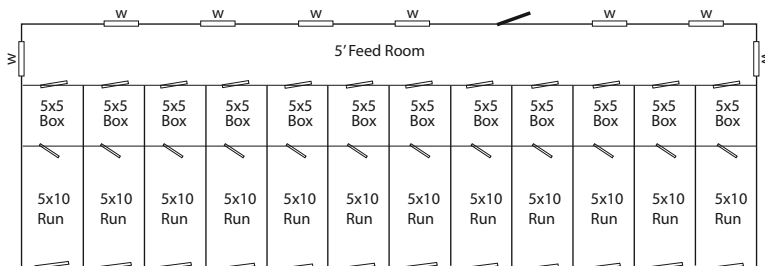 W W W W W W
W 5' Feed Room W
5x5 5x5 5x5 5x5 5x5 5x5 5x5 5x5 5x5 5x5 5x5 5x5
Box Box Box Box Box Box Box Box Box Box Box Box
5x10 5x10 5x10 5x10 5x10 5x10 5x10 5x10 5x10 5x10 5x10 5x10
Run Run Run Run Run Run Run Run Run Run Run Run